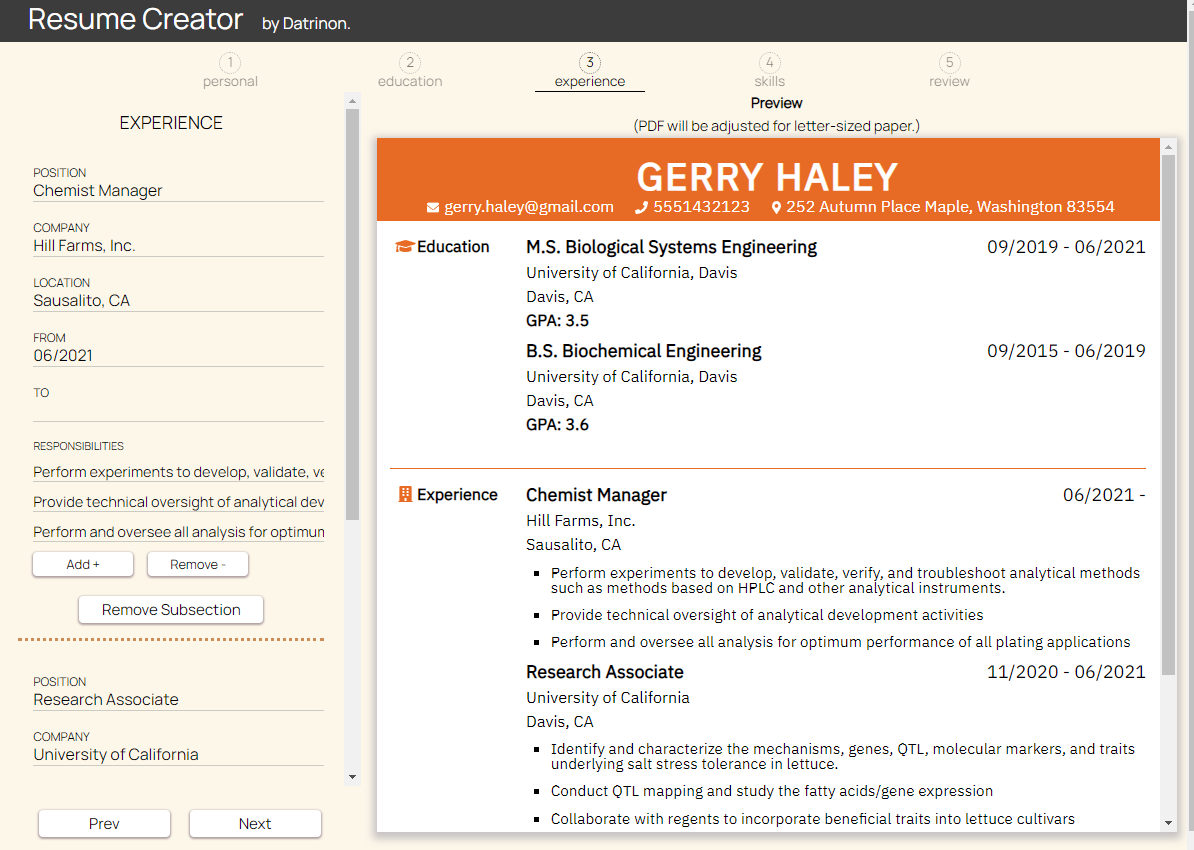 Resume Creator by Datrinon.
1 2 3 4 5
personal education experience skills review
EXPERIENCE
POSITION
Chemist Manager
COMPANY
Hill Farms, Inc.
LOCATION
Sausalito, CA
FROM
06/2021
TO
RESPONSIBILITIES
Perform experiments to develop, validate, ve
Provide technical oversight of analytical dev
Perform and oversee all analysis for optimun
Add + Remove -
Remove Subsection
POSITION
Research Associate
COMPANY
University of California
Prev Next
Preview
(PDF will be adjusted for letter-sized paper.)
GERRY HALEY
gerry.haley@gmail.com 5551432123 252 Autumn Place Maple, Washington 83554
Education M.S. Biological Systems Engineering 09/2019 - 06/2021
University of California, Davis
Davis, CA
GPA: 3.5
B.S. Biochemical Engineering 09/2015 - 06/2019
University of California, Davis
Davis, CA
GPA: 3.6
Experience Chemist Manager 06/2021 -
Hill Farms, Inc.
Sausalito, CA
▪ Perform experiments to develop, validate, verify, and troubleshoot analytical methods
such as methods based on HPLC and other analytical instruments.
▪ Provide technical oversight of analytical development activities
▪ Perform and oversee all analysis for optimum performance of all plating applications
Research Associate 11/2020 - 06/2021
University of California
Davis, CA
▪ Identify and characterize the mechanisms, genes, QTL, molecular markers, and traits
underlying salt stress tolerance in lettuce.
▪ Conduct QTL mapping and study the fatty acids/gene expression
▪ Collaborate with regents to incorporate beneficial traits into lettuce cultivars